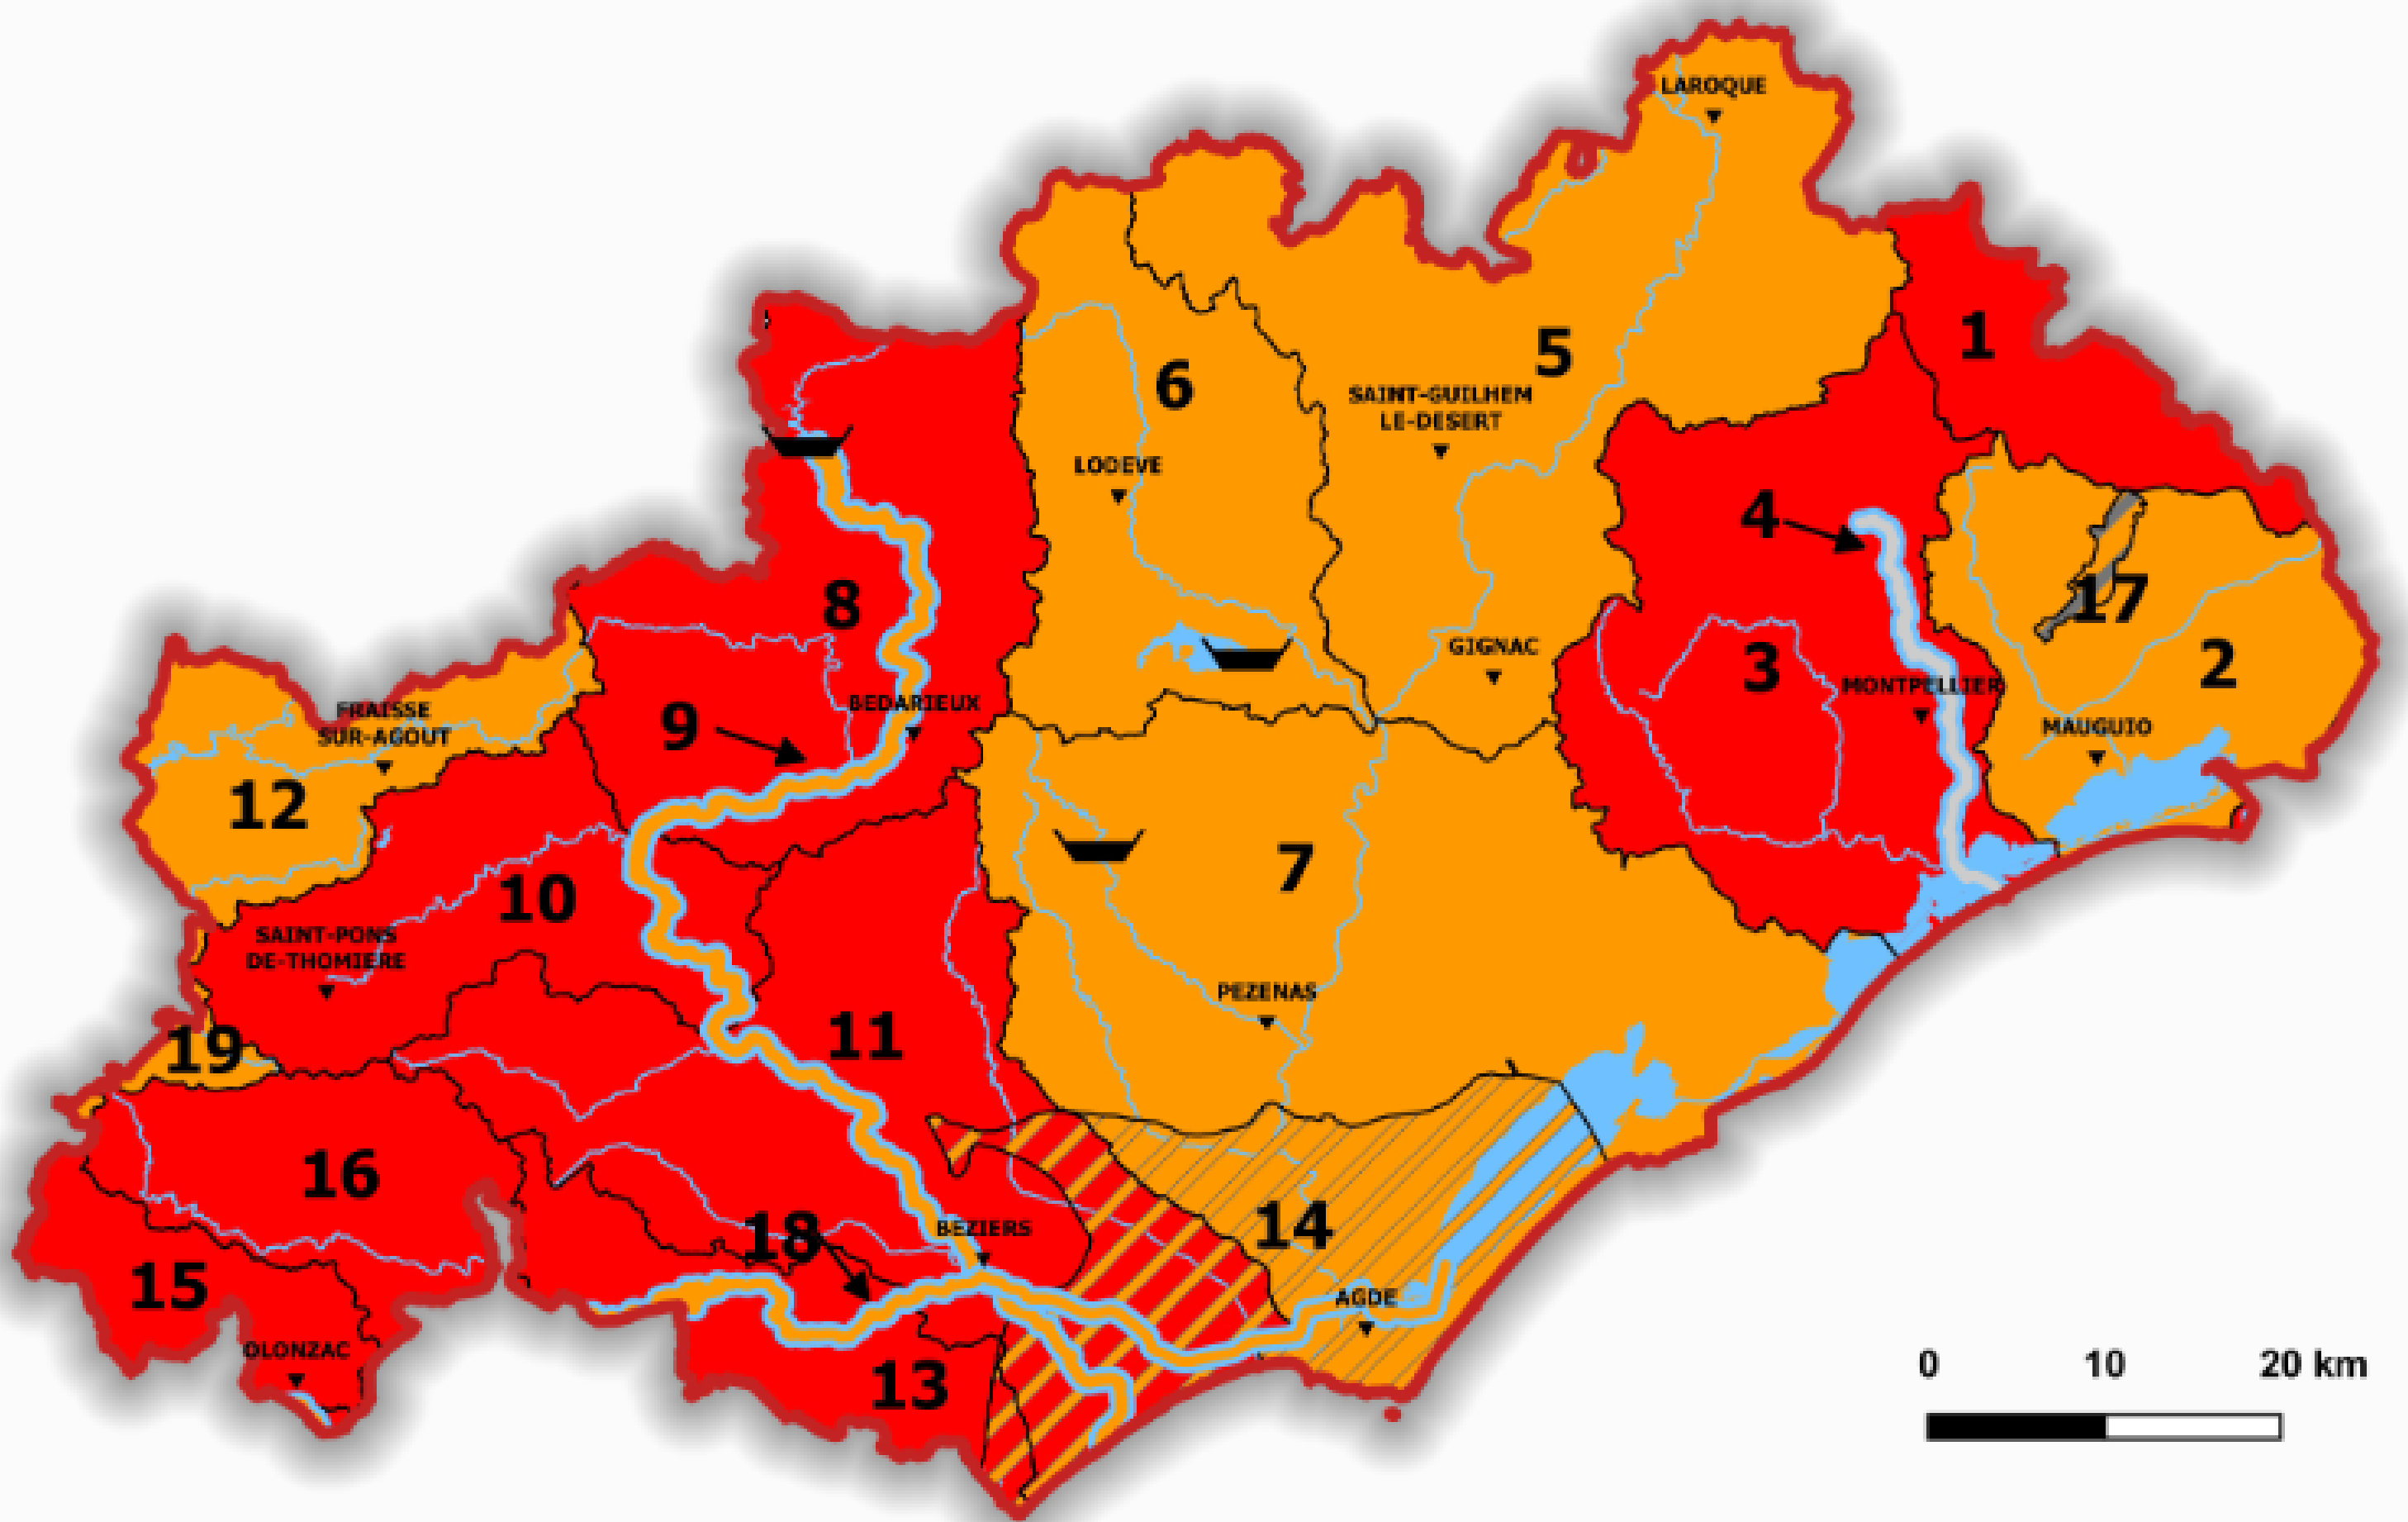 LAROQUE
1
5
6
SAINT-GUILHEM
LE-DESERT
LODEVE
4
8
17
GIGNAC
3
2
MONTPELLIER
BEDARIEUX
FRAISSE
SUR-AGOUT
9
MAUGUIO
12
7
10
SAINT-PONS
DE-THOMIERE
PEZENAS
11
19
16
14
18
BEZIERS
15
AGDE
OLONZAC
13
0 10 20 km